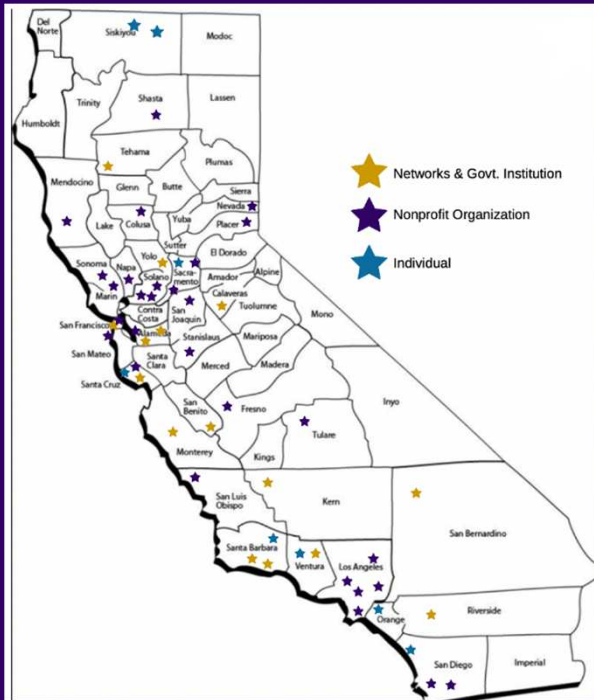 Del
Norte
Siskiyou
Modoc
Humboldt
Trinity
Shasta
Lassen
Tehama
Plumas
Mendocino
Glenn
Butte
Sierra
Nevada
Lake
Colusa
Yuba
Placer
Sutter
Sonoma
Napa
Yolo
El Dorado
Solano
Sacra-
mento
Amador
Alpine
Marin
Calaveras
Contra
Costa
San
Joaquin
Tuolumne
Mono
San Francisco
Alameda
Stanislaus
Mariposa
San Mateo
Santa
Clara
Merced
Madera
Santa Cruz
San
Benito
Fresno
Inyo
Monterey
Kings
Tulare
San Luis
Obispo
Kern
San Bernardino
Santa Barbara
Ventura
Los Angeles
Orange
Riverside
San Diego
Imperial
Networks & Govt. Institution
Nonprofit Organization
Individual